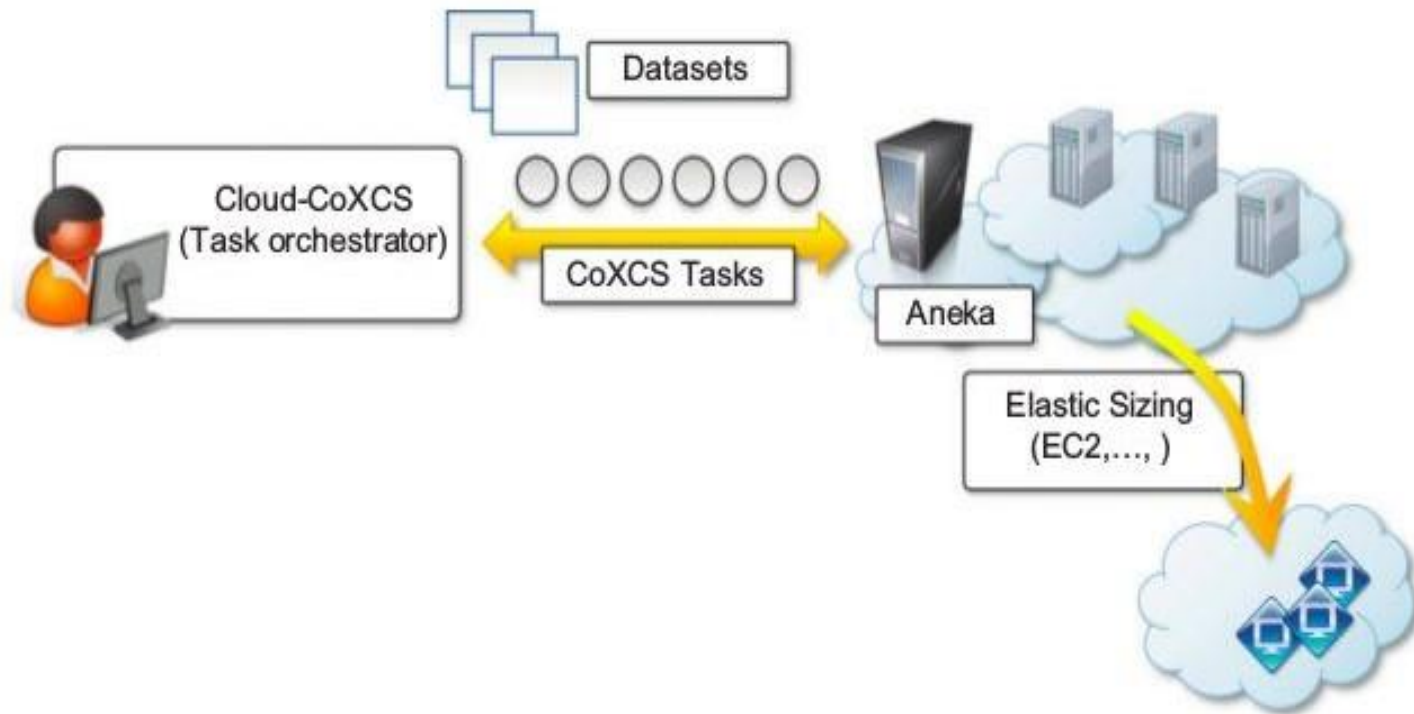 Datasets
Cloud-CoXCS
(Task orchestrator)
CoXCS Tasks
Aneka
Elastic Sizing
(EC2,..., )